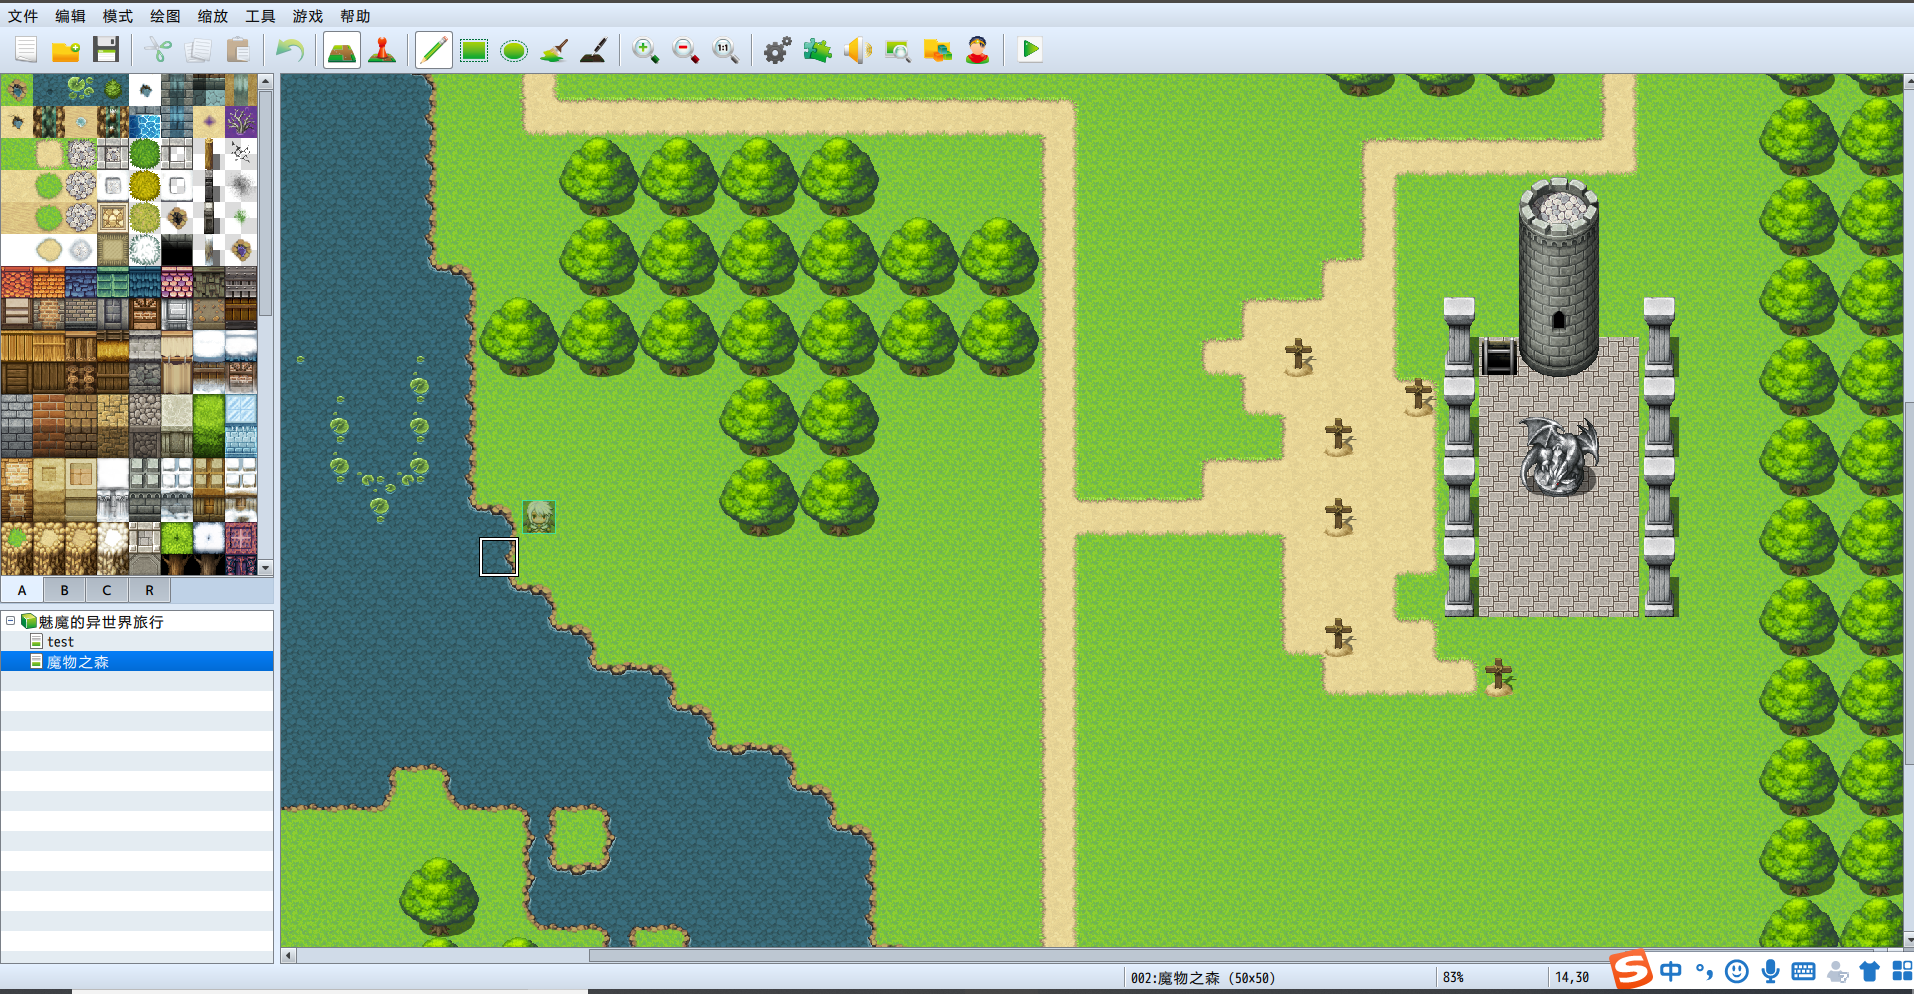 文件 编辑 模式 绘图 缩放 工具 游戏 帮助
1:1
A B C R
魅魔的异世界旅行
test
魔物之森
002:魔物之森 (50x50) 83% 14,30
S 中